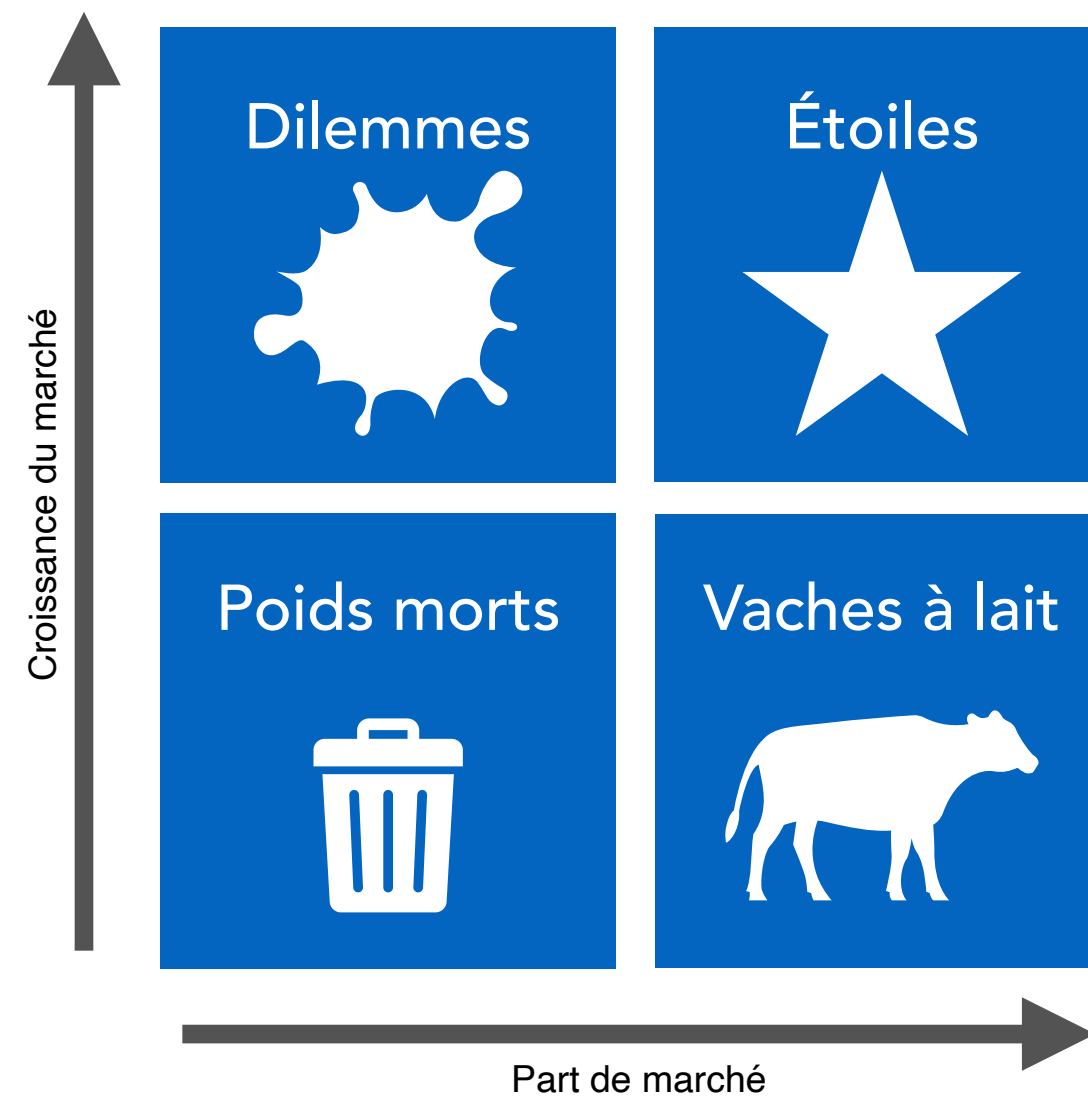 Dilemmes
Étoiles
Croissance du marché
Poids morts
Vaches à lait
Part de marché